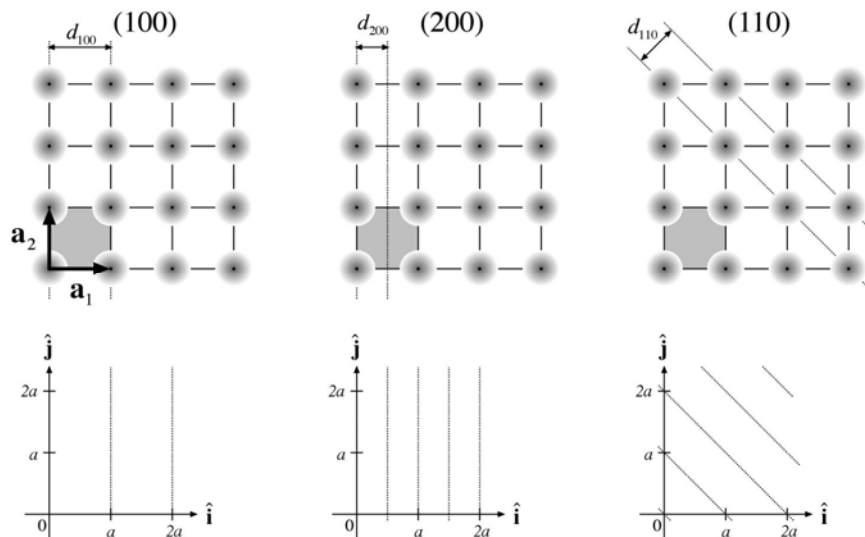 (100)
d₁₀₀
a₂
a₁
(200)
d₂₀₀
(110)
d₁₁₀
ĵ
2a
a
0
a
2a
î
ĵ
2a
a
0
a
2a
î
ĵ
2a
a
0
a
2a
î